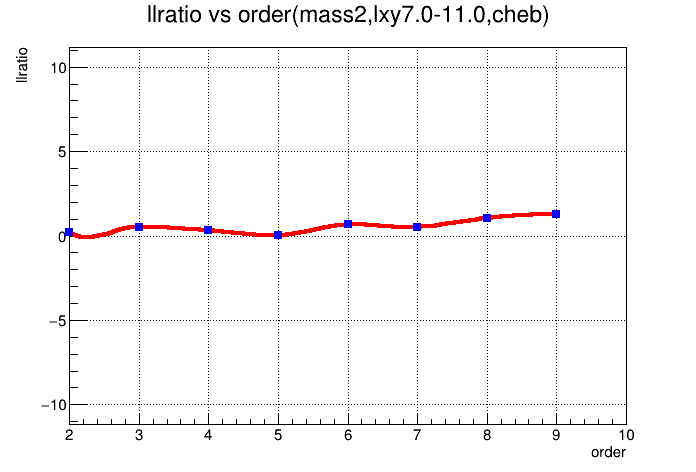 llratio vs order(mass2,lxy7.0-11.0,cheb)
llratio
10
5
0
−5
−10
2 3 4 5 6 7 8 9 10
order